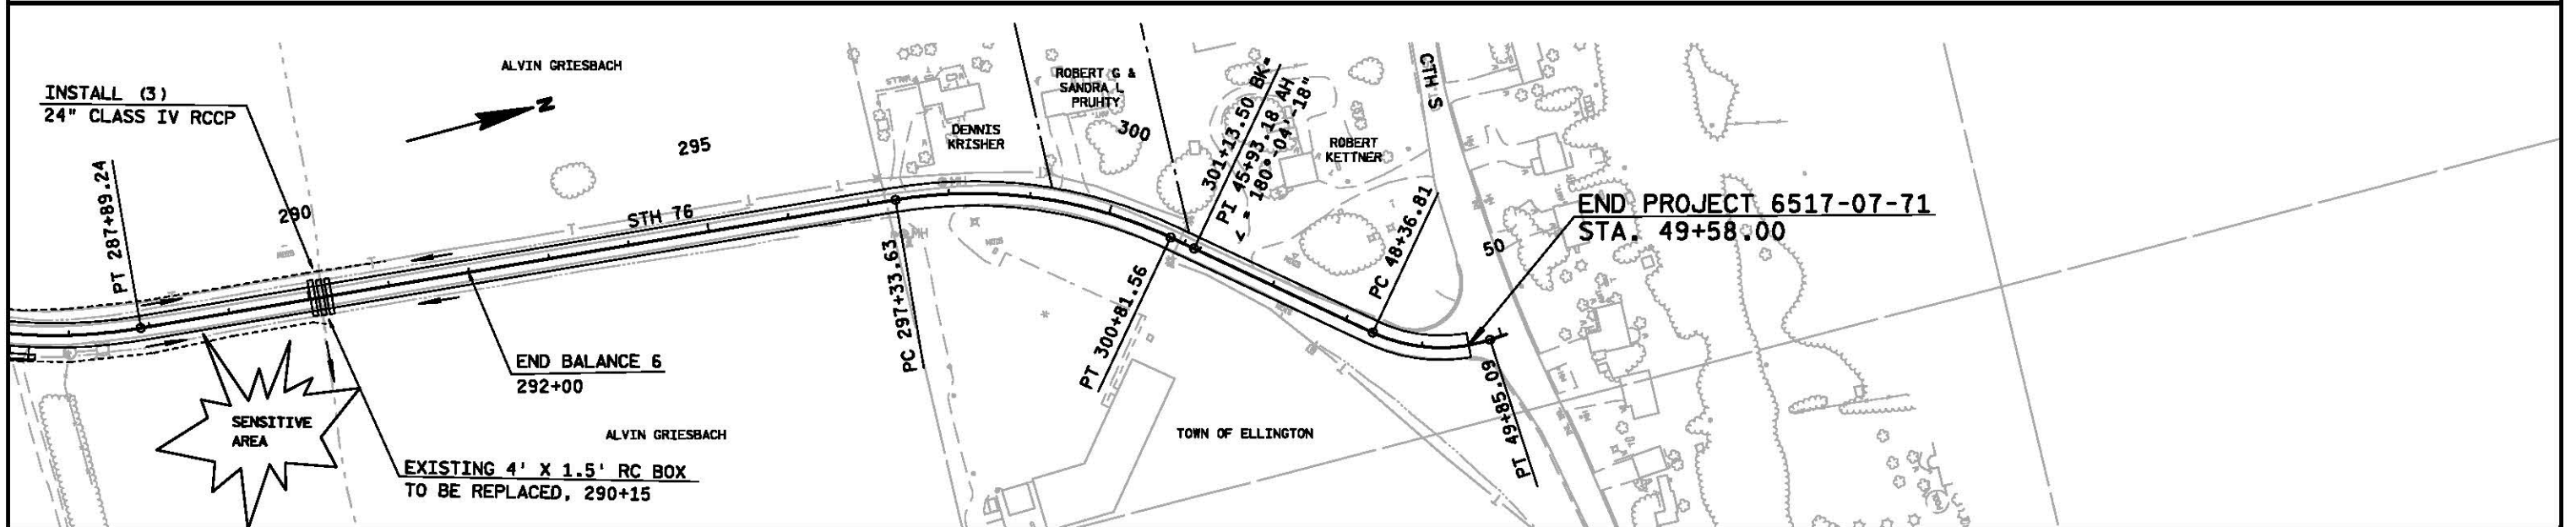 INSTALL (3)
24" CLASS IV RCCP
PT 287+89.24
290
ALVIN GRIESBACH
N
295
STH 76
DENNIS
KRISHER
ROBERT G &
SANDRA L
PRUHTY
300
301+13.50 BK=
PI 45+93.18 AH
∠ = 180°-04'-18"
ROBERT
KETTNER
CTH S
PC 48+36.81
50
END PROJECT 6517-07-71
STA. 49+58.00
PC 297+33.63
PT 300+81.56
PT 49+85.09
END BALANCE 6
292+00
SENSITIVE
AREA
ALVIN GRIESBACH
TOWN OF ELLINGTON
EXISTING 4' X 1.5' RC BOX
TO BE REPLACED, 290+15